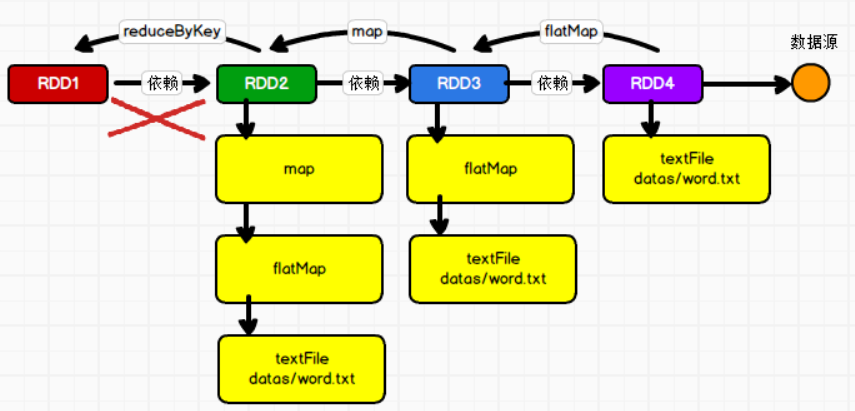 reduceByKey
map
flatMap
数据源
RDD1
依赖
RDD2
依赖
RDD3
依赖
RDD4
map
flatMap
textFile
datas/word.txt
flatMap
textFile
datas/word.txt
textFile
datas/word.txt